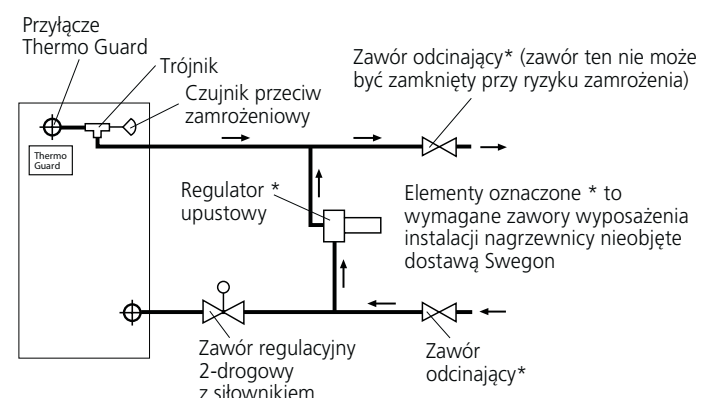 Przyłącze
Thermo Guard
Trójnik
Czujnik przeciw
zamrożeniowy
Zawór odcinający* (zawór ten nie może
być zamknięty przy ryzyku zamrożenia)
Thermo
Guard
Regulator *
upustowy
Elementy oznaczone * to
wymagane zawory wyposażenia
instalacji nagrzewnicy nieobjęte
dostawą Swegon
Zawór regulacyjny
2-drogowy
z siłownikiem
Zawór
odcinający*